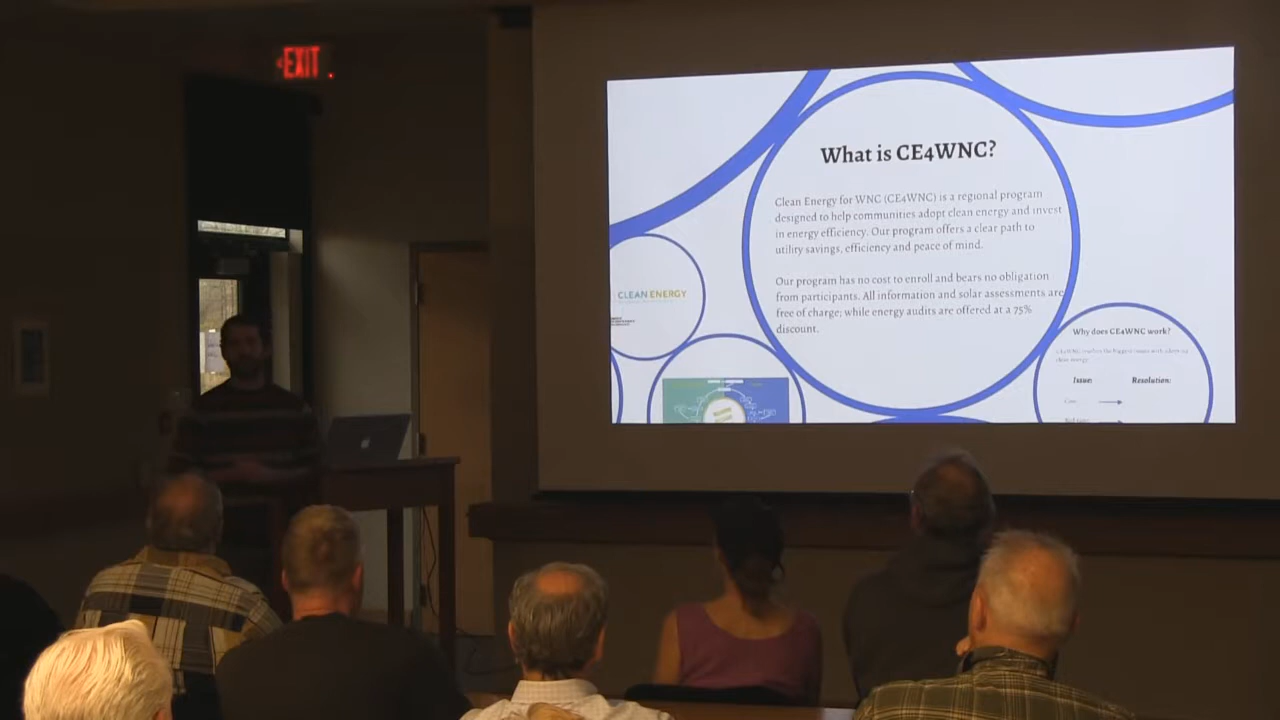 EXIT
What is CE4WNC?
Clean Energy for WNC (CE4WNC) is a regional program
designed to help communities adopt clean energy and invest
in energy efficiency. Our program offers a clear path to
utility savings, efficiency and peace of mind.
Our program has no cost to enroll and bears no obligation
from participants. All information and solar assessments are
free of charge; while energy audits are offered at a 75%
discount.
CLEAN ENERGY
Why does CE4WNC work?
clean energy:
Issue: Resolution:
Cost